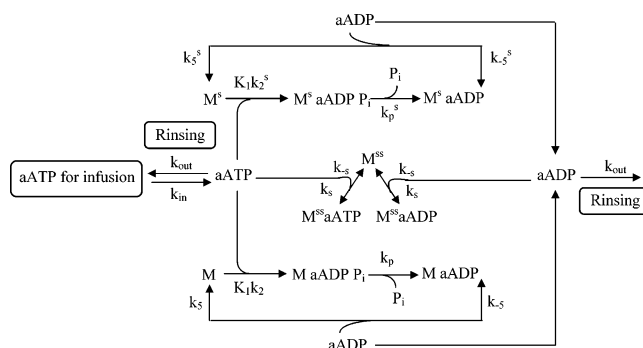 aADP
k₅ˢ k₋₅ˢ
K₁k₂ˢ Pᵢ
Mˢ Mˢ aADP Pᵢ Mˢ aADP
kₚˢ
Rinsing
Mˢˢ
kₒᵤₜ k₋ₛ k₋ₛ kₒᵤₜ
aATP for infusion aATP aADP
kᵢₙ kₛ kₛ Rinsing
MˢˢaATP MˢˢaADP
kₚ
M M aADP Pᵢ M aADP
K₁k₂ Pᵢ
k₅ k₋₅
aADP